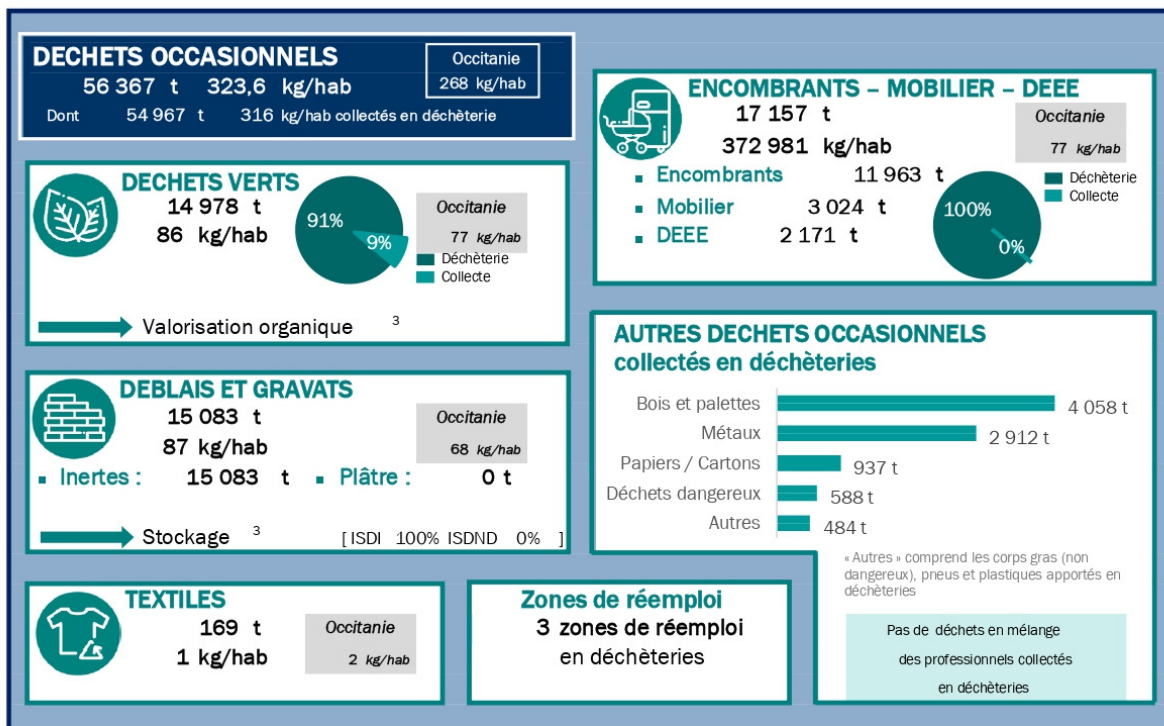 DECHETS OCCASIONNELS
56 367 t 323,6 kg/hab
Dont 54 967 t 316 kg/hab collectés en déchèterie
Occitanie
268 kg/hab
DECHETS VERTS
14 978 t
86 kg/hab
91%
9%
Occitanie
77 kg/hab
Déchèterie
Collecte
Valorisation organique 3
DEBLAIS ET GRAVATS
15 083 t
87 kg/hab
Occitanie
68 kg/hab
▪ Inertes : 15 083 t ▪ Plâtre : 0 t
Stockage 3 [ ISDI 100% ISDND 0% ]
TEXTILES
169 t
1 kg/hab
Occitanie
2 kg/hab
Zones de réemploi
3 zones de réemploi
en déchèteries
ENCOMBRANTS – MOBILIER – DEEE
17 157 t
372 981 kg/hab
Occitanie
77 kg/hab
▪ Encombrants 11 963 t
▪ Mobilier 3 024 t
▪ DEEE 2 171 t
100%
0%
Déchèterie
Collecte
AUTRES DECHETS OCCASIONNELS
collectés en déchèteries
Bois et palettes 4 058 t
Métaux 2 912 t
Papiers / Cartons 937 t
Déchets dangereux 588 t
Autres 484 t
« Autres » comprend les corps gras (non
dangereux), pneus et plastiques apportés en
déchèteries
Pas de déchets en mélange
des professionnels collectés
en déchèteries